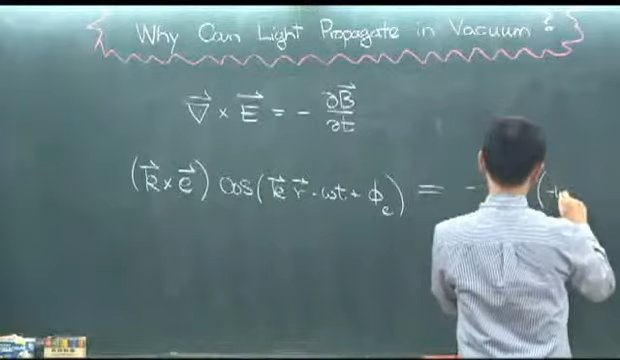 Why Can Light Propagate in Vacuum?
∇⃗ × E⃗ = - ∂B⃗/∂t
(k⃗ × e⃗) cos(k⃗ r⃗ - ωt + ϕₑ) = - (-